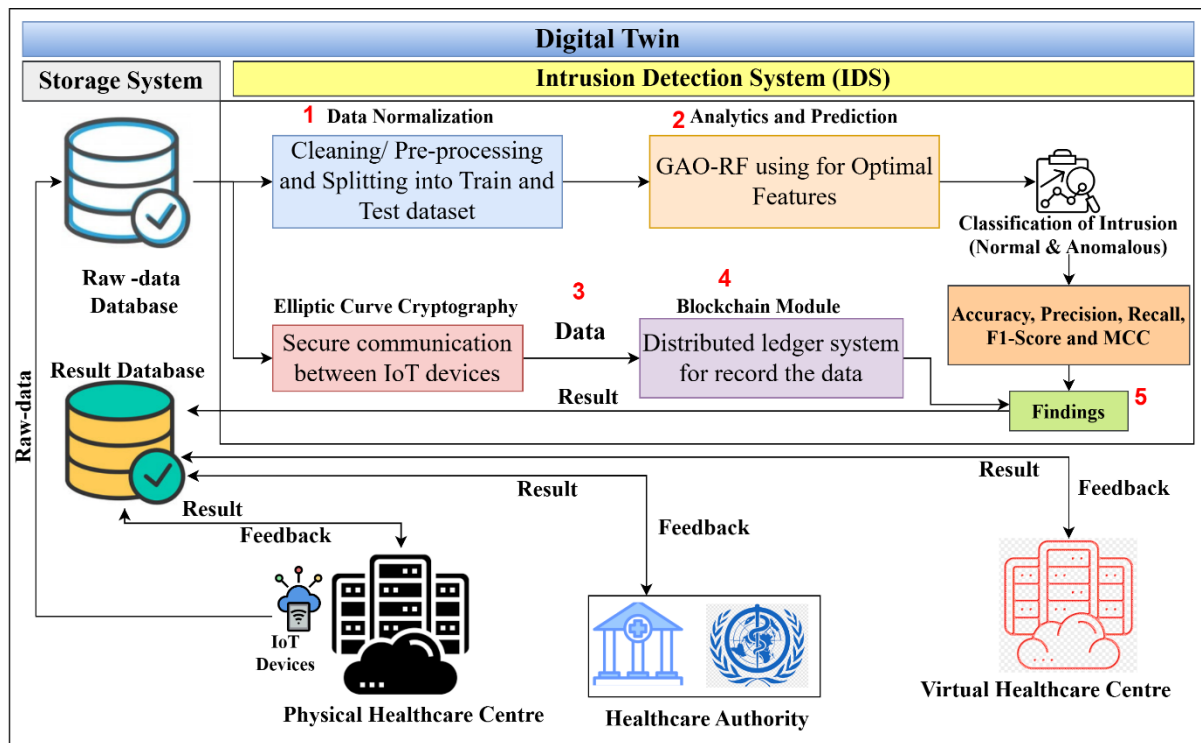 Digital Twin
Storage System
Intrusion Detection System (IDS)
1 Data Normalization
Cleaning/ Pre-processing
and Splitting into Train and
Test dataset
2 Analytics and Prediction
GAO-RF using for Optimal
Features
Classification of Intrusion
(Normal & Anomalous)
Raw -data
Database
Elliptic Curve Cryptography
Secure communication
between IoT devices
3
Data
4
Blockchain Module
Distributed ledger system
for record the data
Accuracy, Precision, Recall,
F1-Score and MCC
Result Database
Result
Findings
5
Raw-data
Result
Feedback
Result
Feedback
Result
Feedback
IoT
Devices
Physical Healthcare Centre
Healthcare Authority
Virtual Healthcare Centre